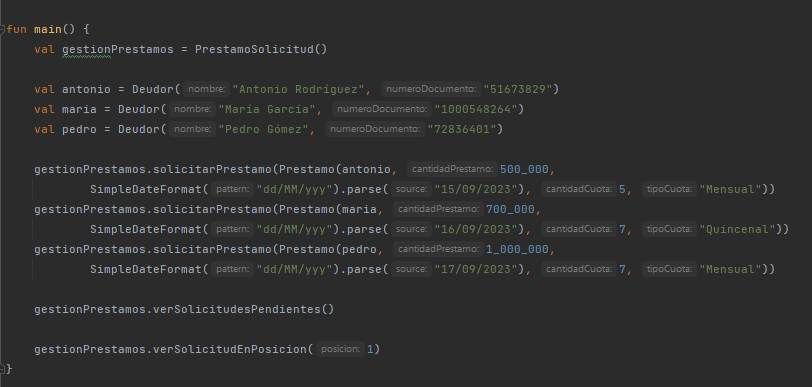 fun main() {
val gestionPrestamos = PrestamoSolicitud()
val antonio = Deudor( nombre: "Antonio Rodríguez", numeroDocumento: "51673829")
val maria = Deudor( nombre: "María García", numeroDocumento: "1000548264")
val pedro = Deudor( nombre: "Pedro Gómez", numeroDocumento: "72836401")
gestionPrestamos.solicitarPrestamo(Prestamo(antonio, cantidadPrestamo: 500_000,
SimpleDateFormat( pattern: "dd/MM/yyy").parse( source: "15/09/2023"), cantidadCuota: 5, tipoCuota: "Mensual"))
gestionPrestamos.solicitarPrestamo(Prestamo(maria, cantidadPrestamo: 700_000,
SimpleDateFormat( pattern: "dd/MM/yyy").parse( source: "16/09/2023"), cantidadCuota: 7, tipoCuota: "Quincenal"))
gestionPrestamos.solicitarPrestamo(Prestamo(pedro, cantidadPrestamo: 1_000_000,
SimpleDateFormat( pattern: "dd/MM/yyy").parse( source: "17/09/2023"), cantidadCuota: 7, tipoCuota: "Mensual"))
gestionPrestamos.verSolicitudesPendientes()
gestionPrestamos.verSolicitudEnPosicion( posicion: 1)
}